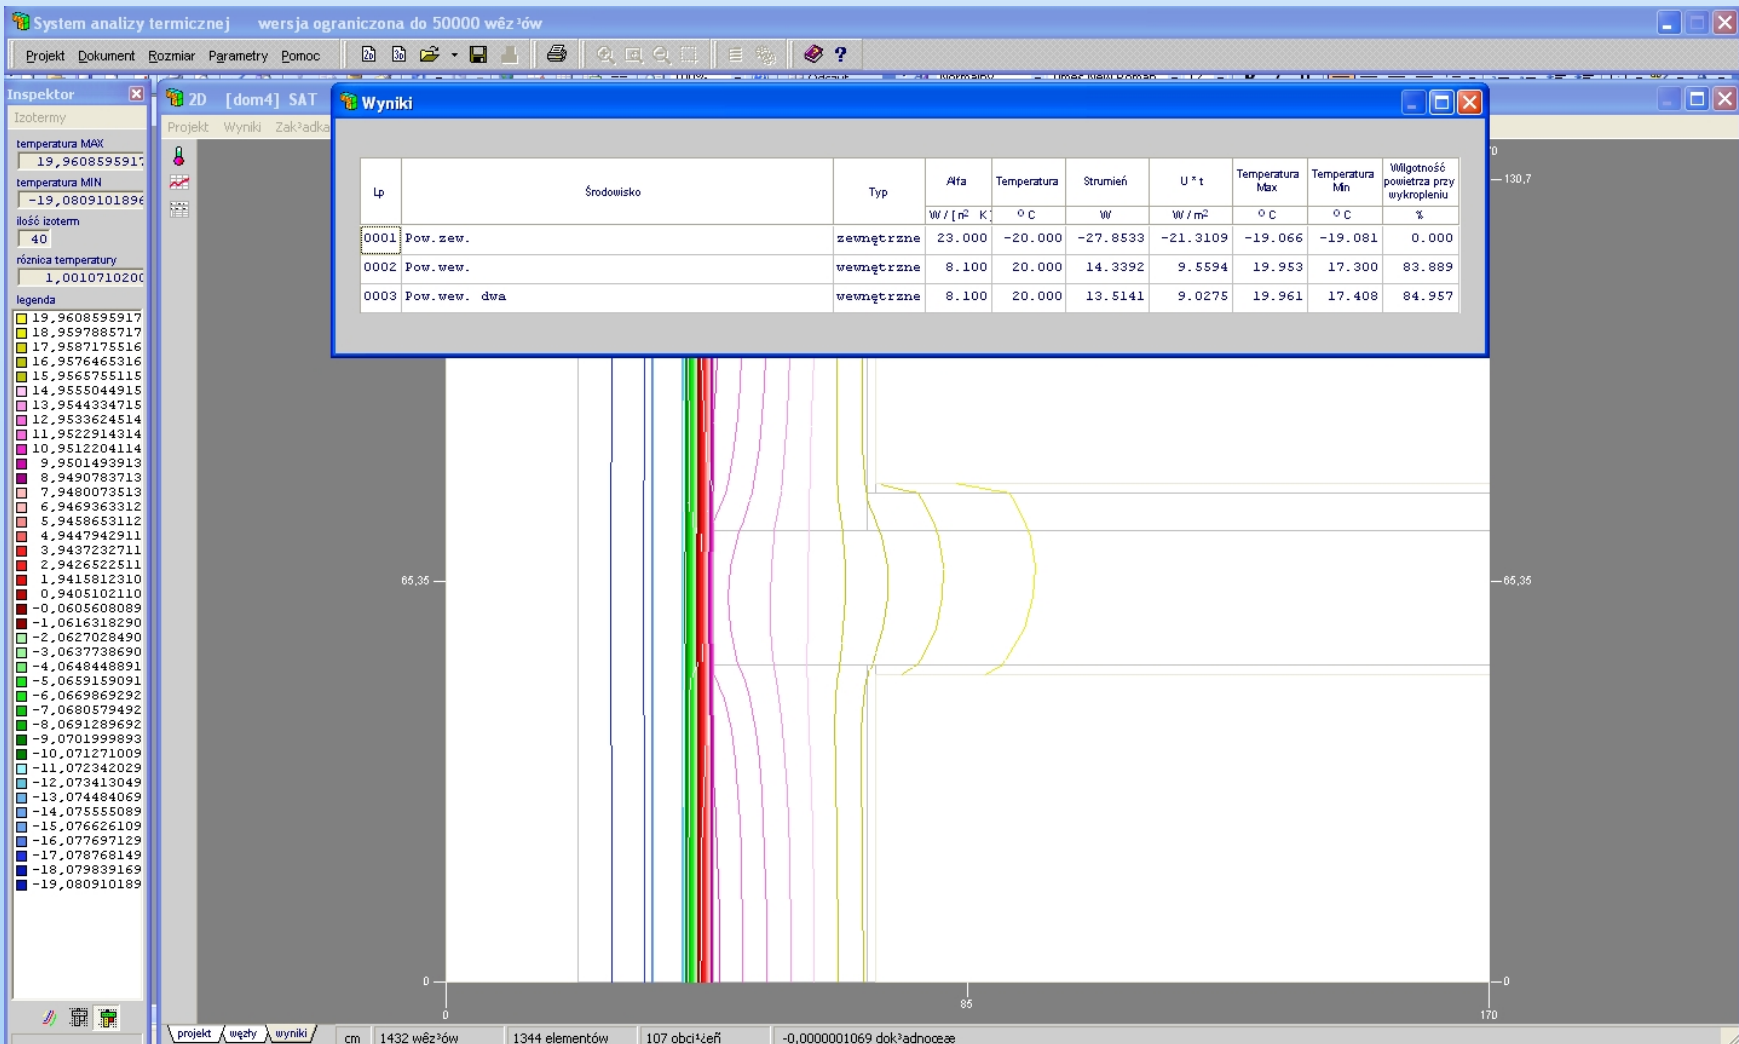 System analizy termicznej wersja ograniczona do 50000 wêz³ów
Projekt Dokument Rozmiar Parametry Pomoc
Inspektor
Izotermy
temperatura MAX
19,960859591
temperatura MIN
-19,080910189
ilość izoterm
40
różnica temperatury
1,001071020
legenda
19,9608595917
18,9597885717
17,9587175516
16,9576465316
15,9565755115
14,9555044915
13,9544334715
12,9533624514
11,9522914314
10,9512204114
9,9501493913
8,9490783713
7,9480073513
6,9469363312
5,9458653112
4,9447942911
3,9437232711
2,9426522511
1,9415812310
0,9405102110
-0,0605608089
-1,0616318290
-2,0627028490
-3,0637738690
-4,0648448891
-5,0659159091
-6,0669869292
-7,0680579492
-8,0691289692
-9,0701999893
-10,071271009
-11,072342029
-12,073413049
-13,074484069
-14,075555089
-15,076626109
-16,077697129
-17,078768149
-18,079839169
-19,080910189
2D [dom4] SAT
Projekt Wyniki Zak³adka
Wyniki
Lp Środowisko Typ Alfa Temperatura Strumień U * t Temperatura Max Temperatura Min Wilgotność powietrza przy wykropleniu
W / [ n² K] ° C W W / m² ° C ° C %
0001 Pow.zew. zewnętrzne 23.000 -20.000 -27.8533 -21.3109 -19.066 -19.081 0.000
0002 Pow.wew. wewnętrzne 8.100 20.000 14.3392 9.5594 19.953 17.300 83.889
0003 Pow.wew. dwa wewnętrzne 8.100 20.000 13.5141 9.0275 19.961 17.408 84.957
130,7
65,35 65,35
0 0
0 85 170
projekt węzły wyniki cm 1432 wêz³ów 1344 elementów 107 obci¹¿eñ -0,0000001069 dok³adnoœæ